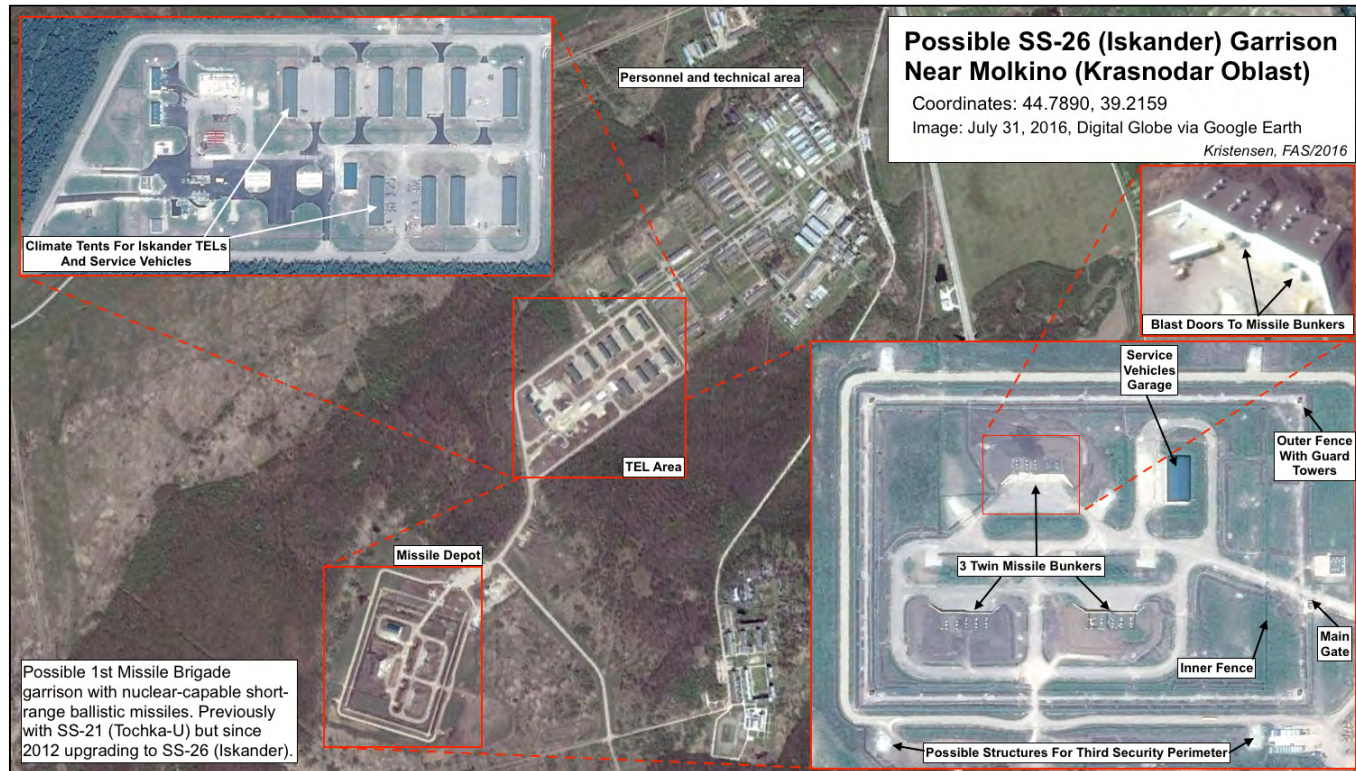 Possible SS-26 (Iskander) Garrison
Near Molkino (Krasnodar Oblast)
Coordinates: 44.7890, 39.2159
Image: July 31, 2016, Digital Globe via Google Earth
Kristensen, FAS/2016
Personnel and technical area
Climate Tents For Iskander TELs
And Service Vehicles
Blast Doors To Missile Bunkers
TEL Area
Service
Vehicles
Garage
Outer Fence
With Guard
Towers
Missile Depot
3 Twin Missile Bunkers
Main
Gate
Inner Fence
Possible Structures For Third Security Perimeter
Possible 1st Missile Brigade
garrison with nuclear-capable short-
range ballistic missiles. Previously
with SS-21 (Tochka-U) but since
2012 upgrading to SS-26 (Iskander).